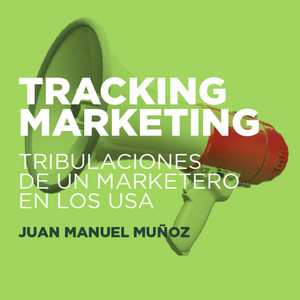 TRACKING
MARKETING
TRIBULACIONES
DE UN MARKETERO
EN LOS USA
JUAN MANUEL MUÑOZ